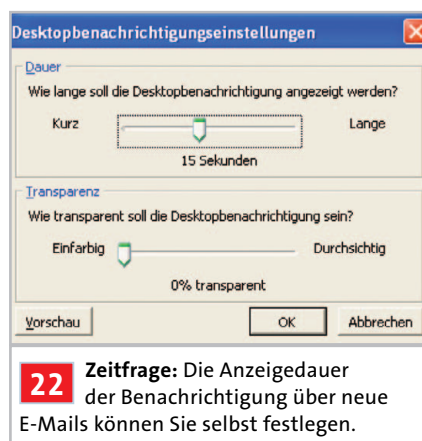 Desktopbenachrichtigungseinstellungen
Dauer
Wie lange soll die Desktopbenachrichtigung angezeigt werden?
Kurz Lange
15 Sekunden
Transparenz
Wie transparent soll die Desktopbenachrichtigung sein?
Einfarbig Durchsichtig
0% transparent
Vorschau OK Abbrechen
22 Zeitfrage: Die Anzeigedauer
der Benachrichtigung über neue
E-Mails können Sie selbst festlegen.